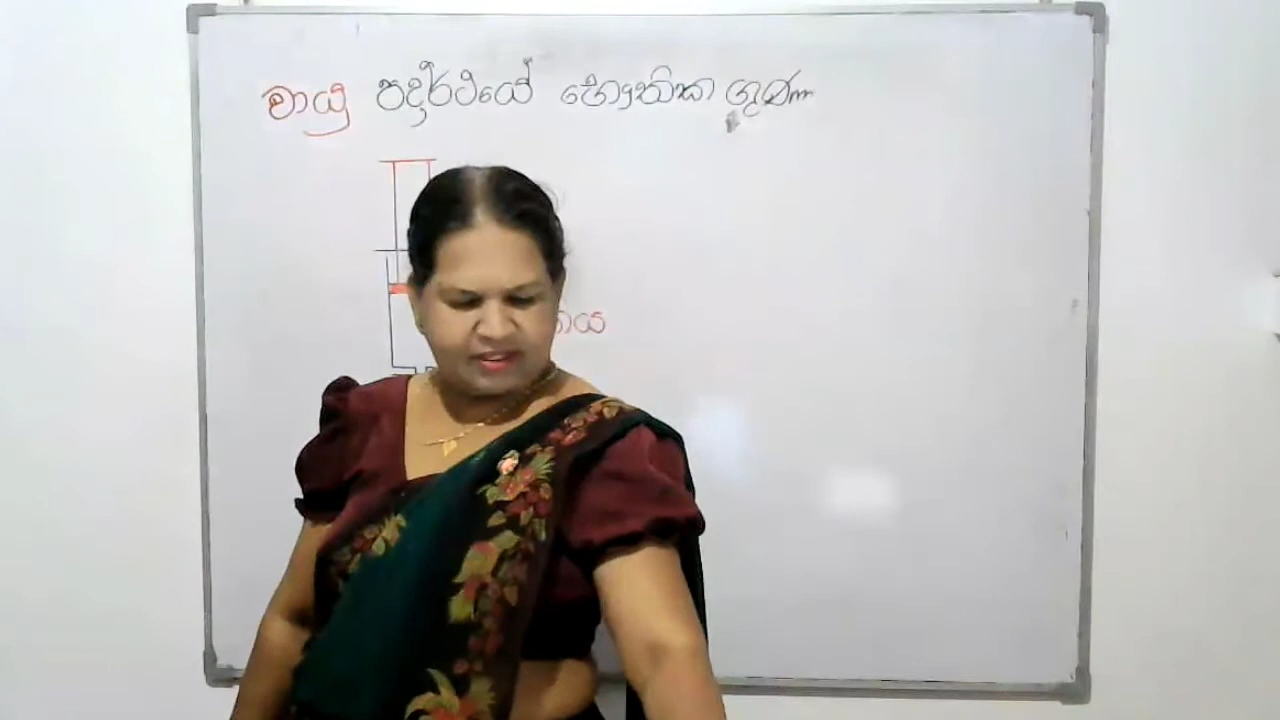 වායු පදාර්ථයේ භෞතික ගුණ